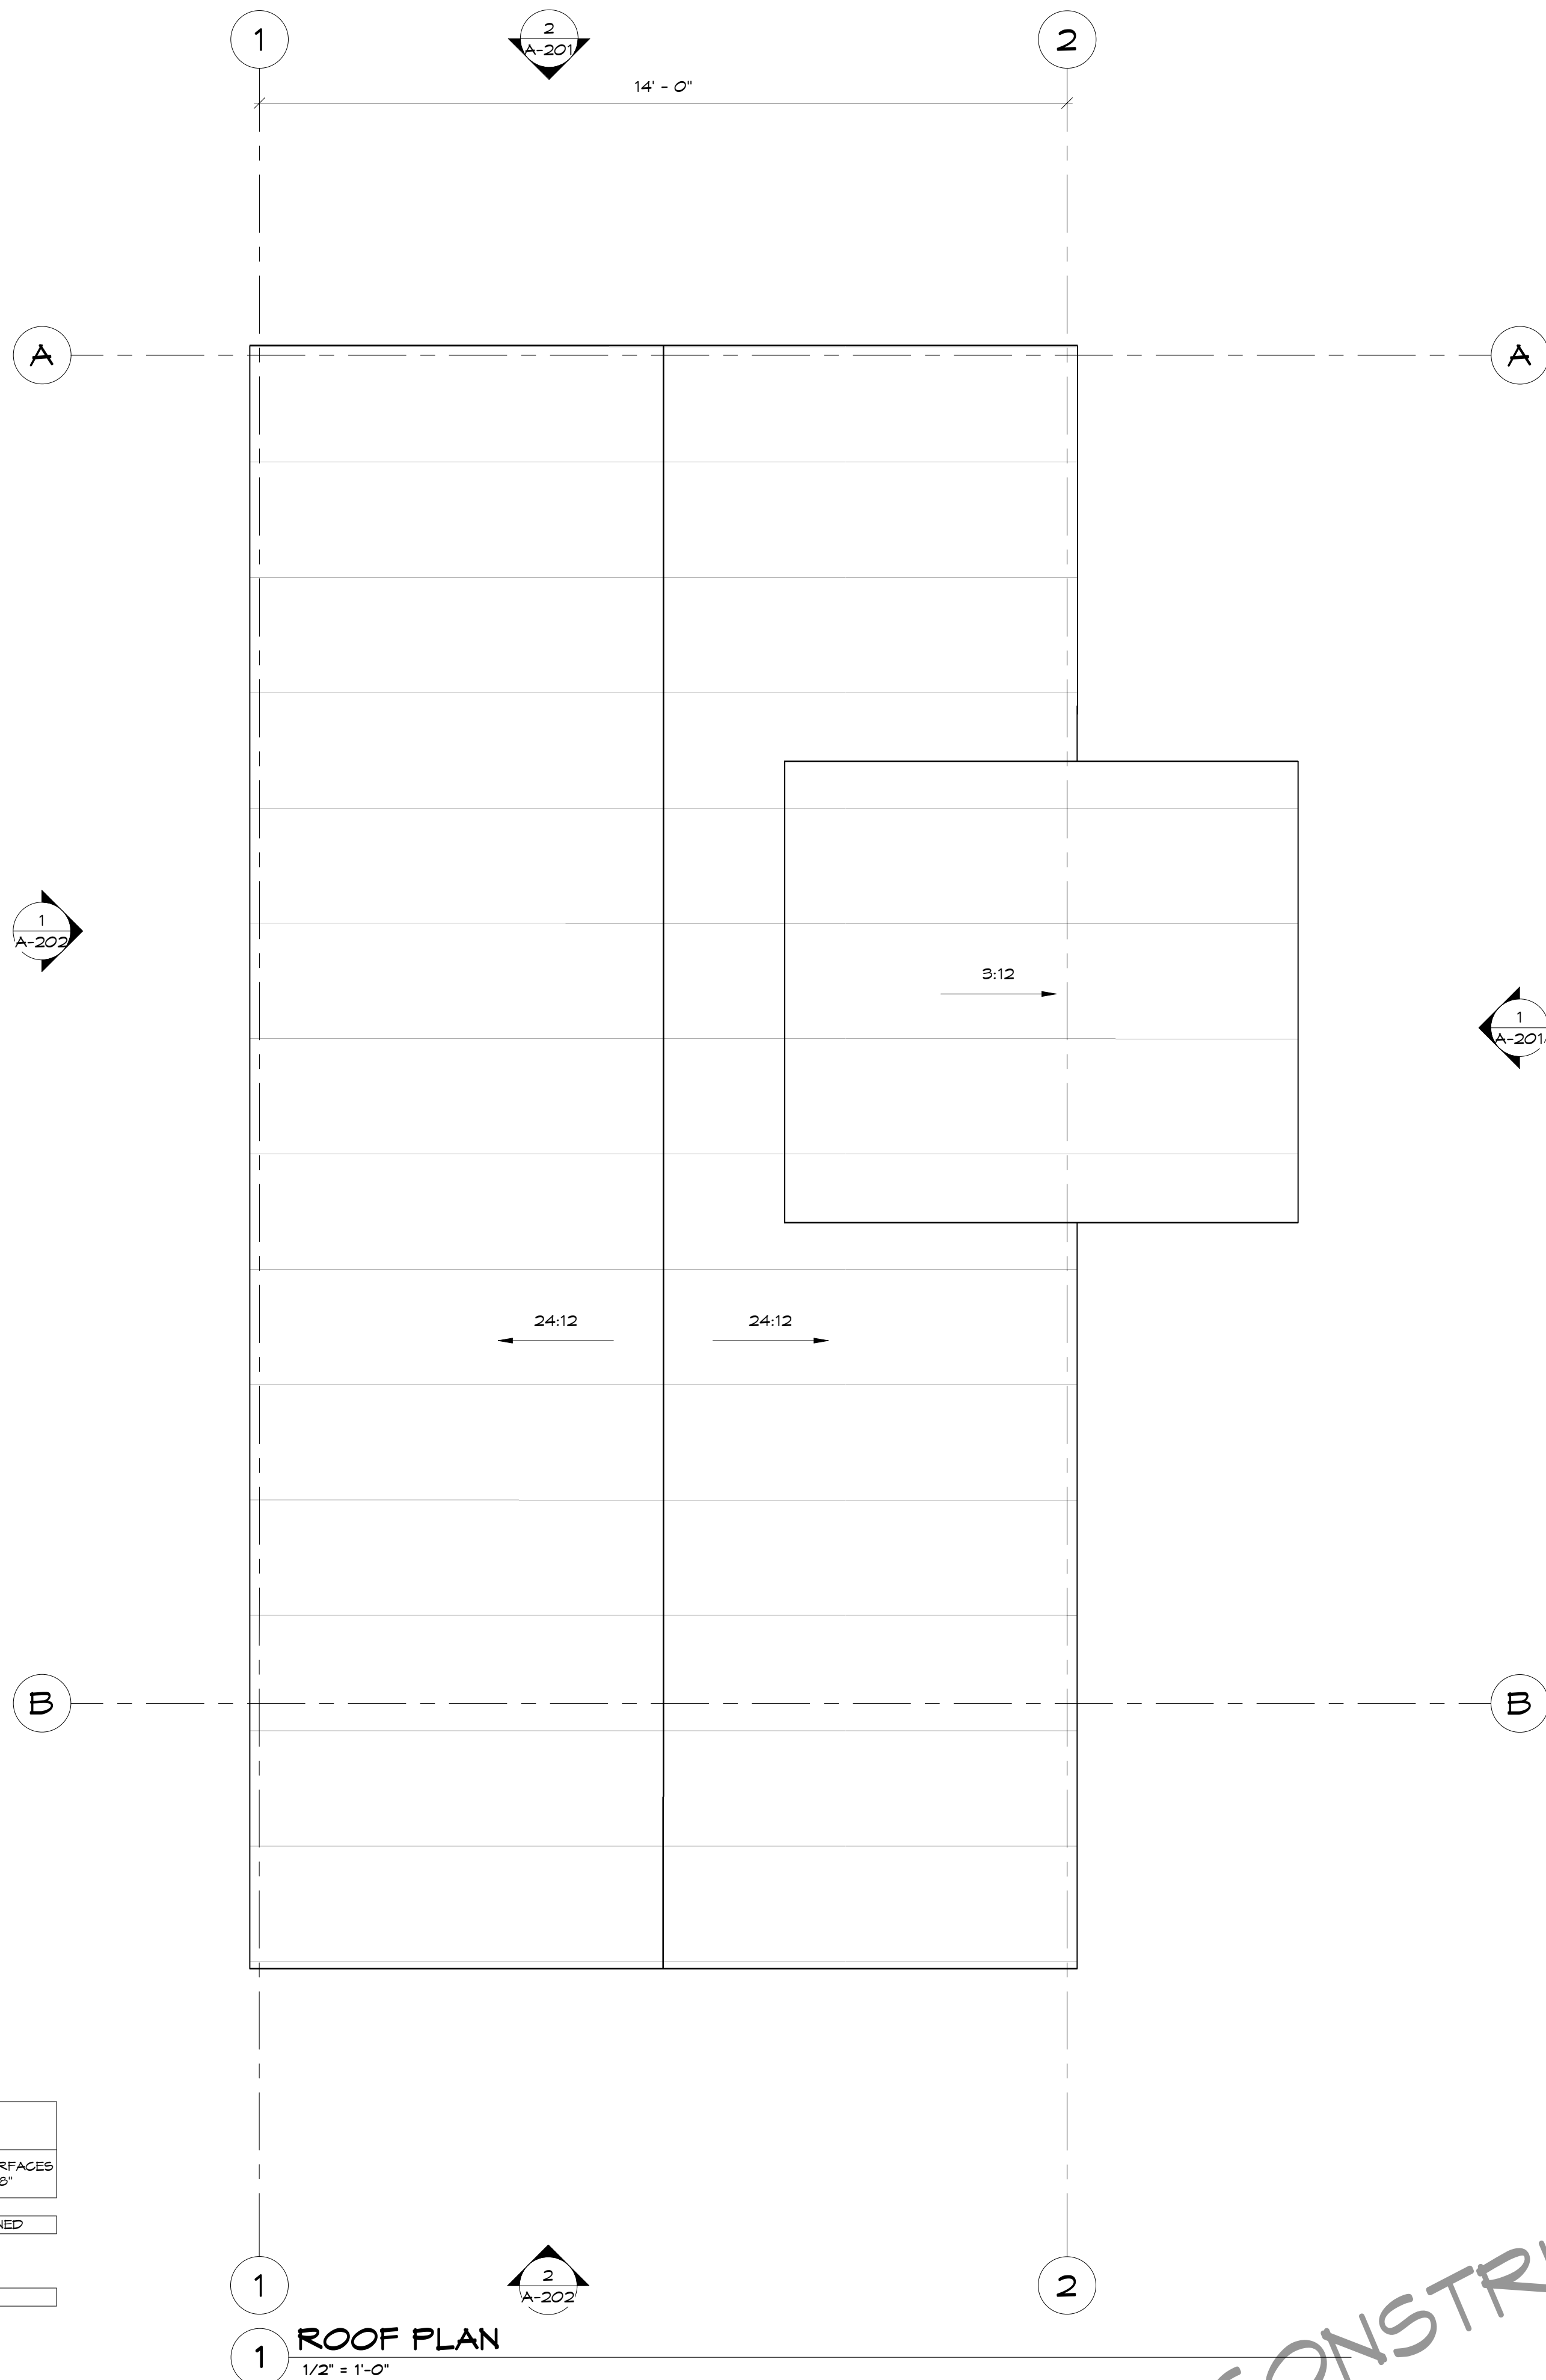 1
2
A-201
2
14' - 0"
A
A
1
A-202
3:12
1
A-201
24:12
24:12
B
B
RFACES
8"
NED
1
2
A-202
2
1
ROOF PLAN
1/2" = 1'-0"
ONSTR